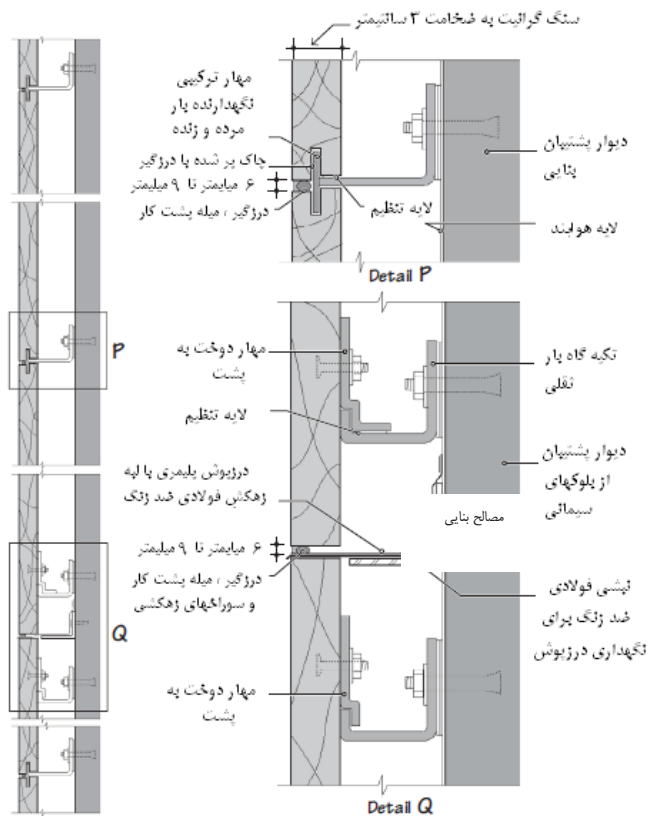 سنگ گرانیت به ضخامت ۳ سانتیمتر
مهار ترکیبی
نگهدارنده بار
مرده و زنده
چاک پر شده با درزگیر
۶ میلیمتر تا ۹ میلیمتر
درزگیر ، میله پشت کار
دیوار پشتیبان
بنایی
لایه تنظیم
لایه هوابند
Detail P
P
مهار دوخت به
پشت
تکیه گاه بار
ثقلی
لایه تنظیم
درزپوش پلیمری با لبه
زهکش فولادی ضد زنگ
دیوار پشتیبان
از بلوکهای
سیمانی
مصالح بنایی
۶ میلیمتر تا ۹ میلیمتر
درزگیر ، میله پشت کار
و سوراخهای زهکشی
نبشی فولادی
ضد زنگ برای
نگهداری درزپوش
Q
مهار دوخت به
پشت
Detail Q